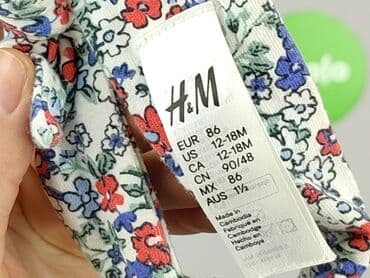 H&M
EUR 86
US 12-18M
CA 12-18M
CN 90/48
MX 86
AUS 1½
Made in
Cambodia
Fabriqué en
Cambodge
Hecho en
Camboya